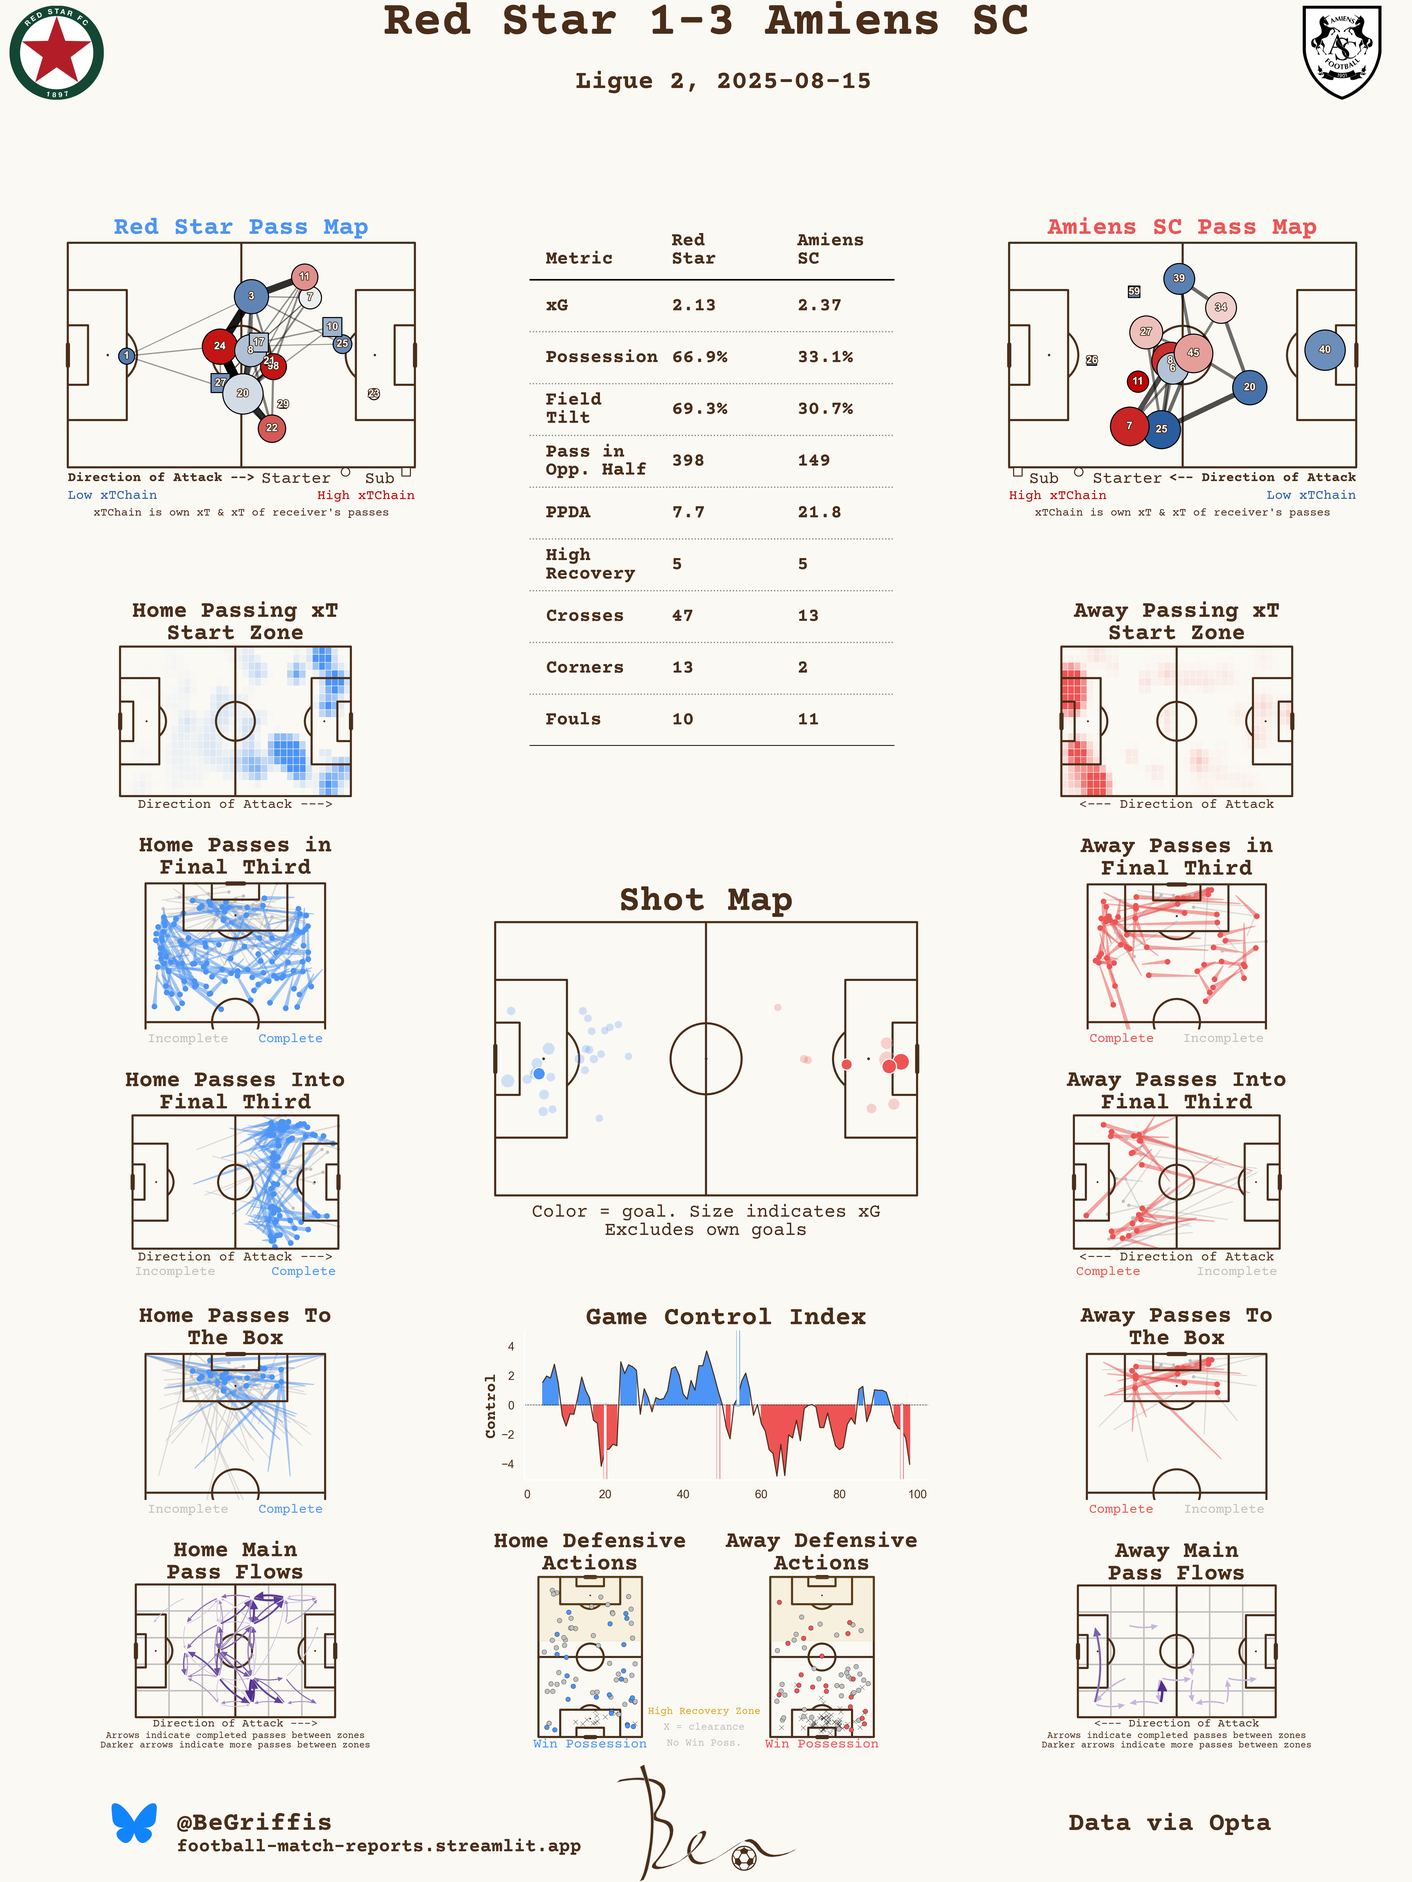 Red Star 1-3 Amiens SC
Ligue 2, 2025-08-15
RED STAR FC
1897
AMIENS
ASC
FOOTBALL
Red Star Pass Map
11
3
7
10
24
8
17
25
1
21
98
27
20
29
23
22
Direction of Attack --> Starter Sub
Low xTChain High xTChain
xTChain is own xT & xT of receiver's passes
Metric Red Star Amiens SC
xG 2.13 2.37
Possession 66.9% 33.1%
Field Tilt 69.3% 30.7%
Pass in Opp. Half 398 149
PPDA 7.7 21.8
High Recovery 5 5
Crosses 47 13
Corners 13 2
Fouls 10 11
Amiens SC Pass Map
39
59
34
27
45
40
26
8
6
11
20
7
25
Sub Starter <-- Direction of Attack
High xTChain Low xTChain
xTChain is own xT & xT of receiver's passes
Home Passing xT
Start Zone
Direction of Attack --->
Away Passing xT
Start Zone
<--- Direction of Attack
Home Passes in
Final Third
Incomplete Complete
Away Passes in
Final Third
Complete Incomplete
Shot Map
Color = goal. Size indicates xG
Excludes own goals
Home Passes Into
Final Third
Direction of Attack --->
Incomplete Complete
Away Passes Into
Final Third
<--- Direction of Attack
Complete Incomplete
Home Passes To
The Box
Incomplete Complete
Game Control Index
Control
4
2
0
−2
−4
0 20 40 60 80 100
Away Passes To
The Box
Complete Incomplete
Home Main
Pass Flows
Direction of Attack --->
Arrows indicate completed passes between zones
Darker arrows indicate more passes between zones
Home Defensive
Actions
Win Possession
High Recovery Zone
X = clearance
No Win Poss.
Away Defensive
Actions
Win Possession
Away Main
Pass Flows
<--- Direction of Attack
Arrows indicate completed passes between zones
Darker arrows indicate more passes between zones
@BeGriffis
football-match-reports.streamlit.app
Ben
Data via Opta